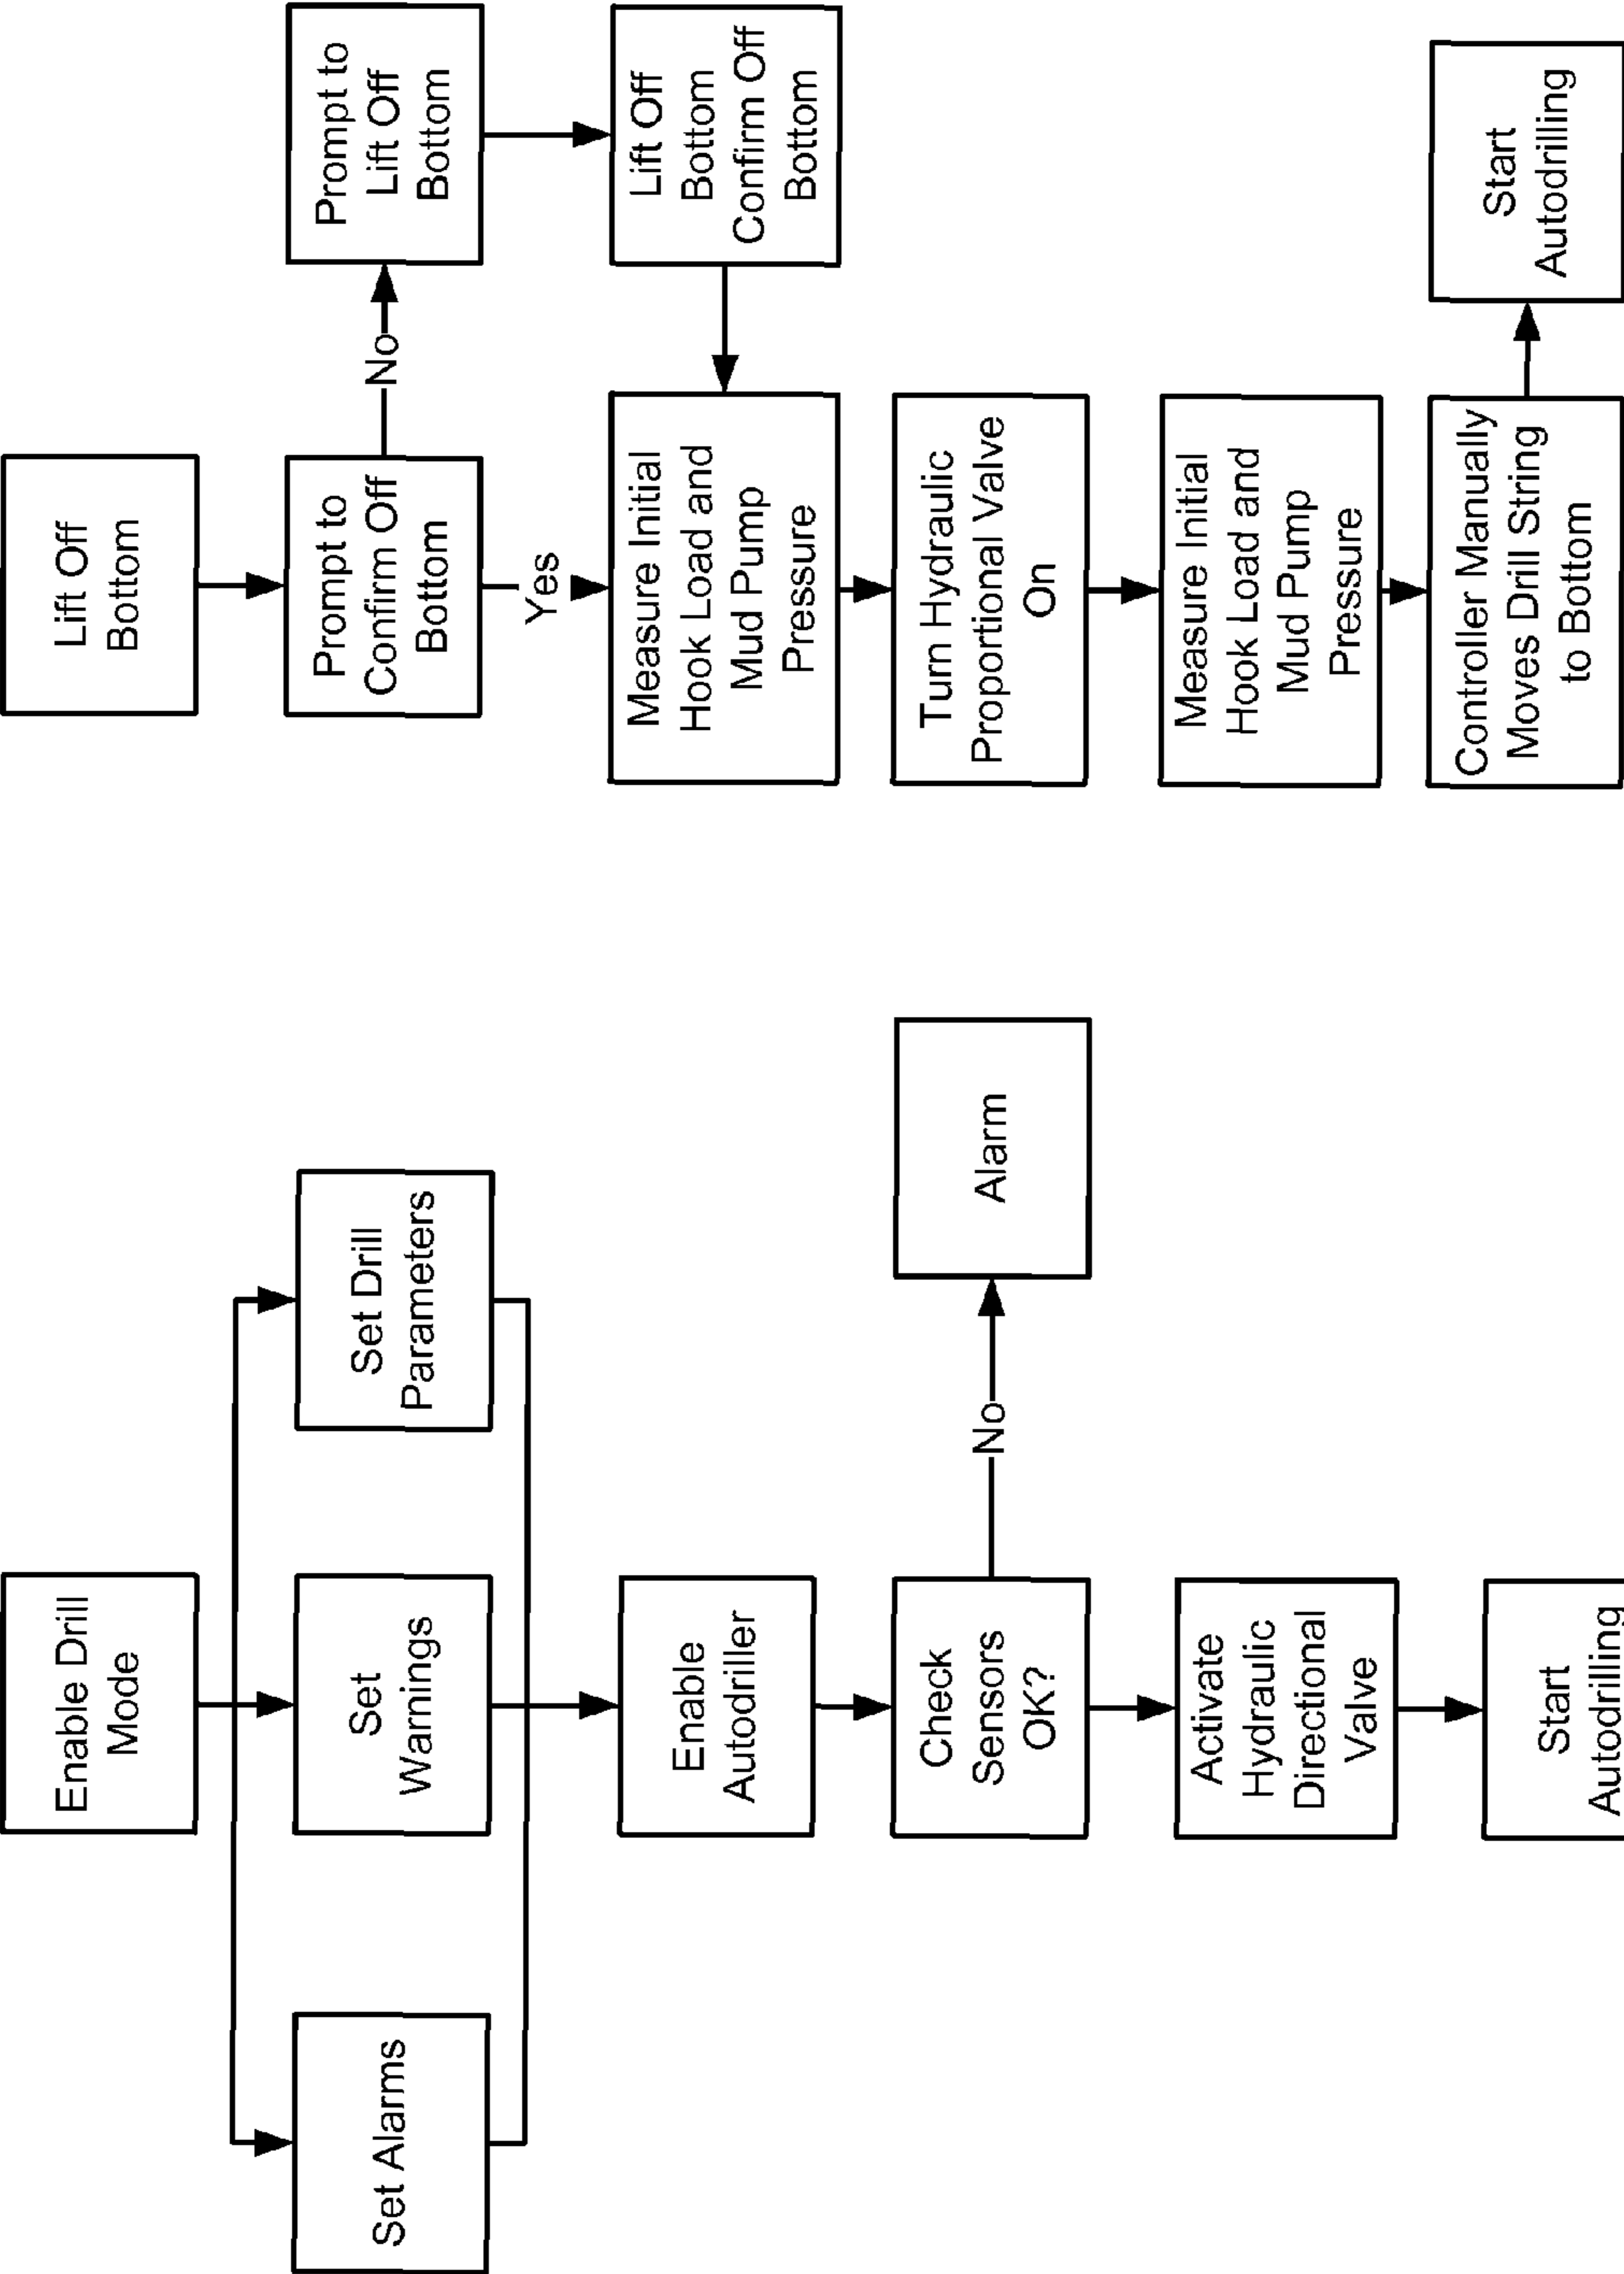 Enable Drill
Mode
Set Alarms
Set
Warnings
Set Drill
Parameters
Enable
Autodriller
Check
Sensors
OK?
No
Alarm
Activate
Hydraulic
Directional
Valve
Start
Autodrilling
Lift Off
Bottom
Prompt to
Confirm Off
Bottom
No
Prompt to
Lift Off
Bottom
Yes
Lift Off
Bottom
Confirm Off
Bottom
Measure Initial
Hook Load and
Mud Pump
Pressure
Turn Hydraulic
Proportional Valve
On
Measure Initial
Hook Load and
Mud Pump
Pressure
Controller Manually
Moves Drill String
to Bottom
Start
Autodrilling